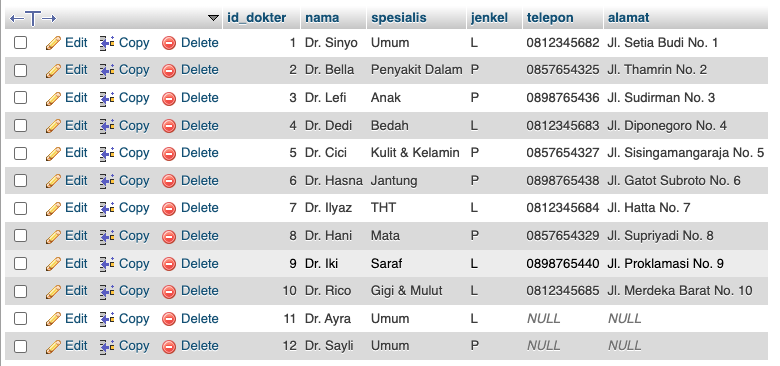 id_dokter nama spesialis jenkel telepon alamat
Edit Copy Delete 1 Dr. Sinyo Umum L 0812345682 Jl. Setia Budi No. 1
Edit Copy Delete 2 Dr. Bella Penyakit Dalam P 0857654325 Jl. Thamrin No. 2
Edit Copy Delete 3 Dr. Lefi Anak P 0898765436 Jl. Sudirman No. 3
Edit Copy Delete 4 Dr. Dedi Bedah L 0812345683 Jl. Diponegoro No. 4
Edit Copy Delete 5 Dr. Cici Kulit & Kelamin P 0857654327 Jl. Sisingamangaraja No. 5
Edit Copy Delete 6 Dr. Hasna Jantung P 0898765438 Jl. Gatot Subroto No. 6
Edit Copy Delete 7 Dr. Ilyaz THT L 0812345684 Jl. Hatta No. 7
Edit Copy Delete 8 Dr. Hani Mata P 0857654329 Jl. Supriyadi No. 8
Edit Copy Delete 9 Dr. Iki Saraf L 0898765440 Jl. Proklamasi No. 9
Edit Copy Delete 10 Dr. Rico Gigi & Mulut L 0812345685 Jl. Merdeka Barat No. 10
Edit Copy Delete 11 Dr. Ayra Umum L NULL NULL
Edit Copy Delete 12 Dr. Sayli Umum P NULL NULL